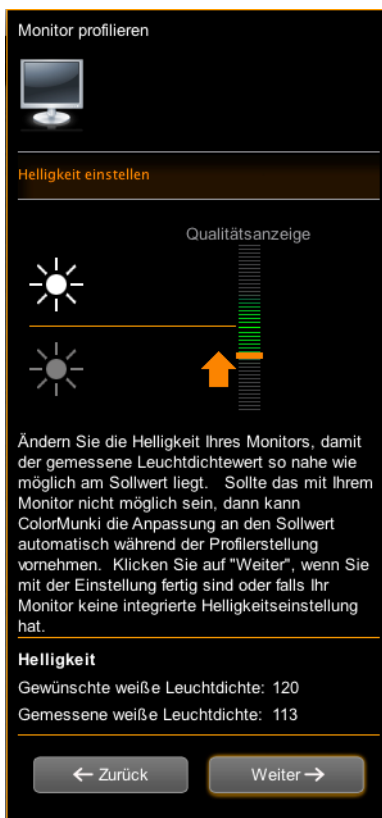 Monitor profilieren
Helligkeit einstellen
Qualitätsanzeige
Ändern Sie die Helligkeit Ihres Monitors, damit
der gemessene Leuchtdichtewert so nahe wie
möglich am Sollwert liegt.   Sollte das mit Ihrem
Monitor nicht möglich sein, dann kann
ColorMunki die Anpassung an den Sollwert
automatisch während der Profilerstellung
vornehmen.  Klicken Sie auf "Weiter", wenn Sie
mit der Einstellung fertig sind oder falls Ihr
Monitor keine integrierte Helligkeitseinstellung
hat.
Helligkeit
Gewünschte weiße Leuchtdichte:  120
Gemessene weiße Leuchtdichte:  113
← Zurück
Weiter →